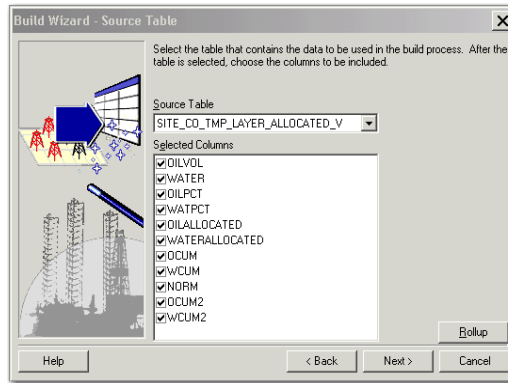 Build Wizard - Source Table
Select the table that contains the data to be used in the build process. After the
table is selected, choose the columns to be included.
Source Table
SITE_CO_TMP_LAYER_ALLOCATED_V
Selected Columns
OILVOL
WATER
OILPCT
WATPCT
OILALLOCATED
WATERALLOCATED
OCUM
WCUM
NORM
OCUM2
WCUM2
Rollup
Help
< Back
Next >
Cancel